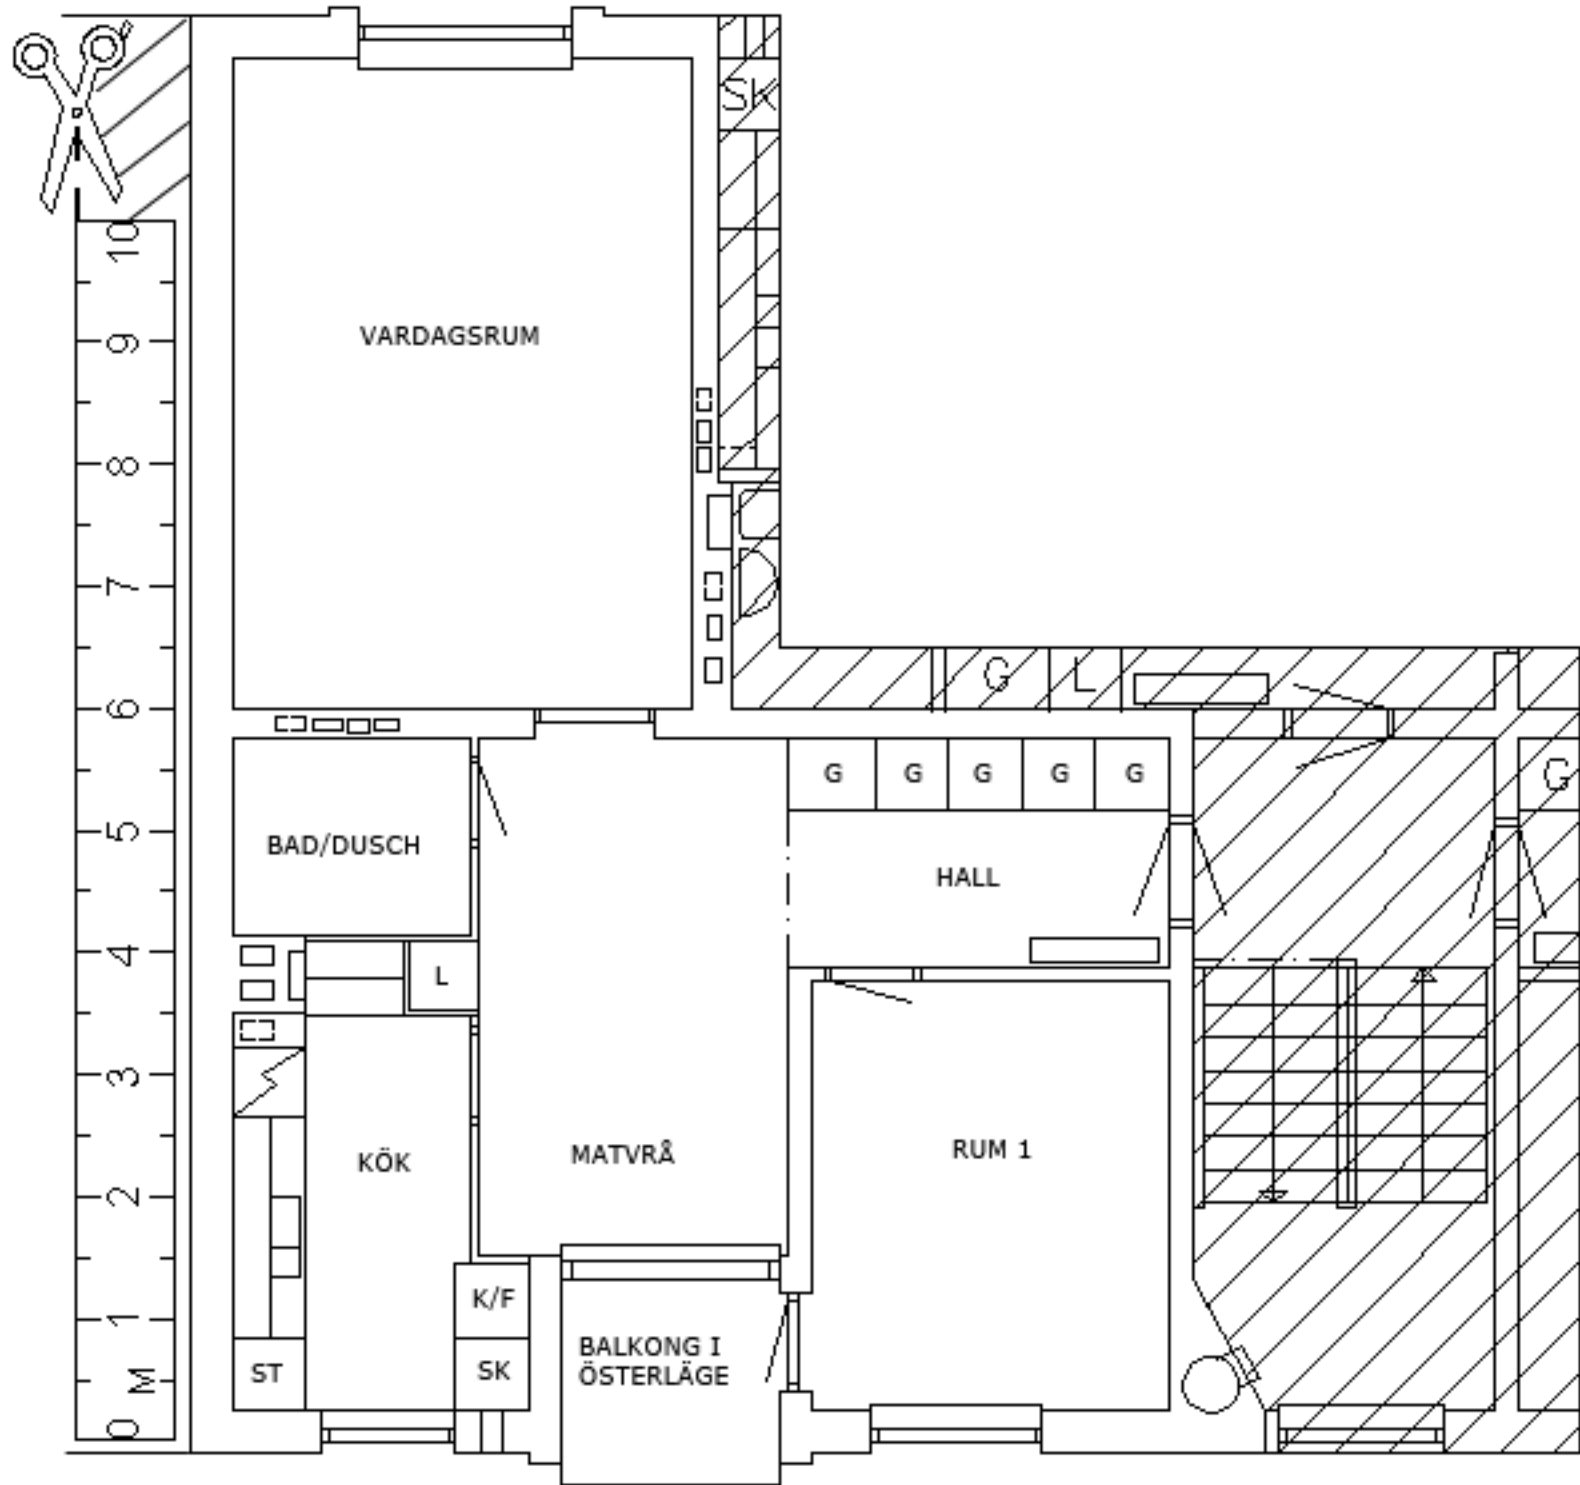 SK
10
9
VARDAGSRUM
8
7
G L
6
G G G G G G
5
BAD/DUSCH
HALL
4
L
3
KÖK
MATVRÅ
RUM 1
2
K/F
1
BALKONG I
ÖSTERLÄGE
ST
SK
M
0